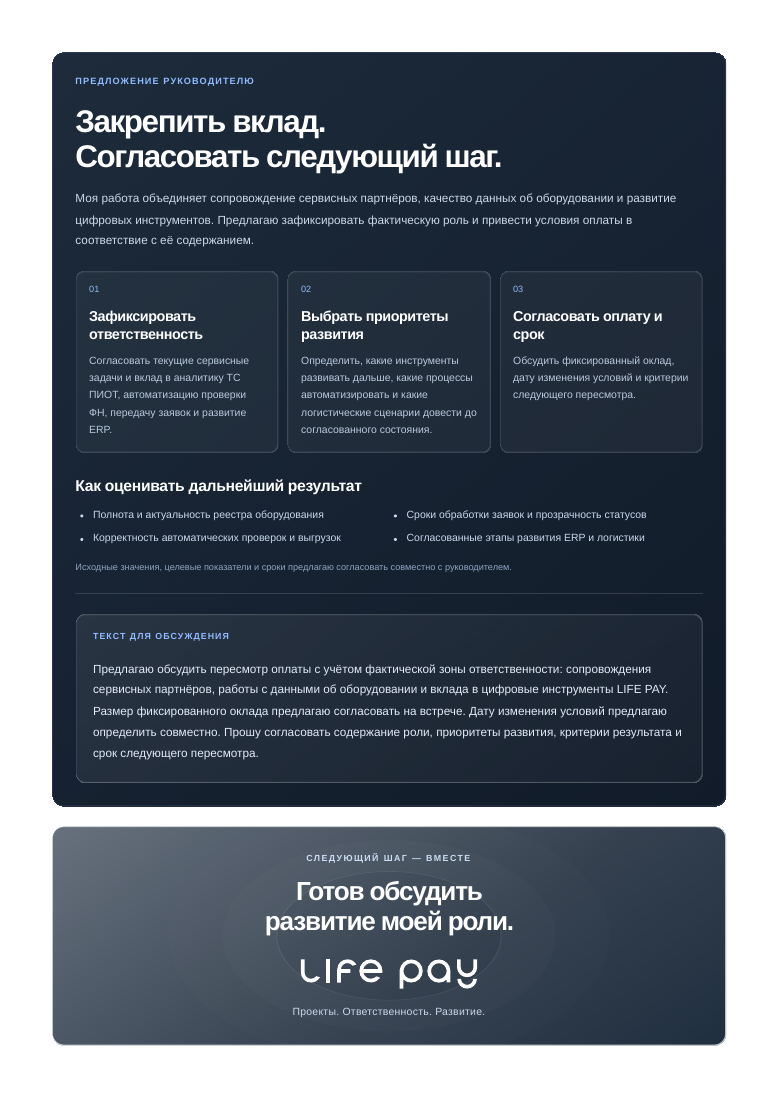 ПРЕДЛОЖЕНИЕ РУКОВОДИТЕЛЮ
Закрепить вклад.
Согласовать следующий шаг.
Моя работа объединяет сопровождение сервисных партнёров, качество данных об оборудовании и развитие
цифровых инструментов. Предлагаю зафиксировать фактическую роль и привести условия оплаты в
соответствие с её содержанием.
01
Зафиксировать
ответственность
Согласовать текущие сервисные
задачи и вклад в аналитику ТС
ПИОТ, автоматизацию проверки
ФН, передачу заявок и развитие
ERP.
02
Выбрать приоритеты
развития
Определить, какие инструменты
развивать дальше, какие процессы
автоматизировать и какие
логистические сценарии довести до
согласованного состояния.
03
Согласовать оплату и
срок
Обсудить фиксированный оклад,
дату изменения условий и критерии
следующего пересмотра.
Как оценивать дальнейший результат
• Полнота и актуальность реестра оборудования
• Корректность автоматических проверок и выгрузок
• Сроки обработки заявок и прозрачность статусов
• Согласованные этапы развития ERP и логистики
Исходные значения, целевые показатели и сроки предлагаю согласовать совместно с руководителем.
ТЕКСТ ДЛЯ ОБСУЖДЕНИЯ
Предлагаю обсудить пересмотр оплаты с учётом фактической зоны ответственности: сопровождения
сервисных партнёров, работы с данными об оборудовании и вклада в цифровые инструменты LIFE PAY.
Размер фиксированного оклада предлагаю согласовать на встрече. Дату изменения условий предлагаю
определить совместно. Прошу согласовать содержание роли, приоритеты развития, критерии результата и
срок следующего пересмотра.
СЛЕДУЮЩИЙ ШАГ — ВМЕСТЕ
Готов обсудить
развитие моей роли.
LIFE PAY
Проекты. Ответственность. Развитие.